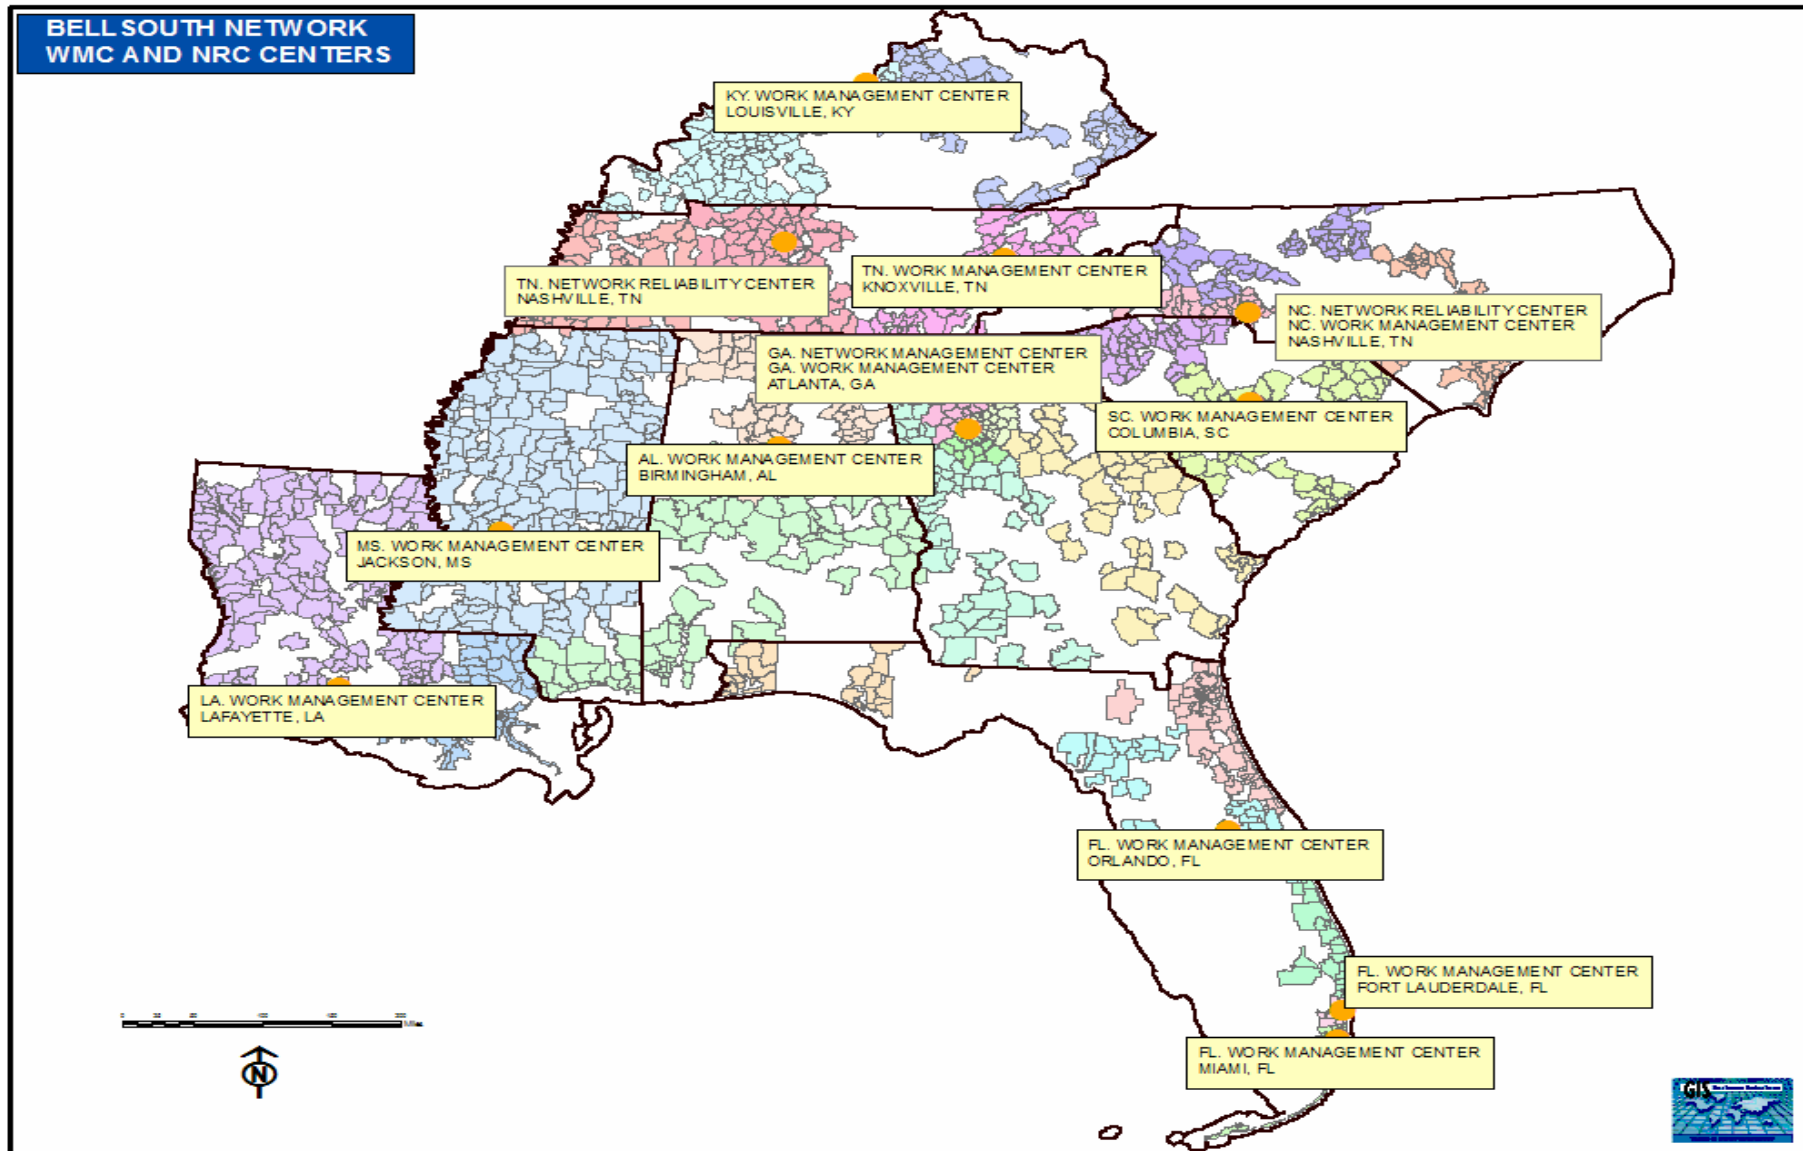 BELLSOUTH NETWORK
WMC AND NRC CENTERS
KY. WORK MANAGEMENT CENTER
LOUISVILLE, KY
TN. NETWORK RELIABILITY CENTER
NASHVILLE, TN
TN. WORK MANAGEMENT CENTER
KNOXVILLE, TN
NC. NETWORK RELIABILITY CENTER
NC. WORK MANAGEMENT CENTER
NASHVILLE, TN
GA. NETWORK MANAGEMENT CENTER
GA. WORK MANAGEMENT CENTER
ATLANTA, GA
SC. WORK MANAGEMENT CENTER
COLUMBIA, SC
AL. WORK MANAGEMENT CENTER
BIRMINGHAM, AL
MS. WORK MANAGEMENT CENTER
JACKSON, MS
LA. WORK MANAGEMENT CENTER
LAFAYETTE, LA
FL. WORK MANAGEMENT CENTER
ORLANDO, FL
FL. WORK MANAGEMENT CENTER
FORT LAUDERDALE, FL
FL. WORK MANAGEMENT CENTER
MIAMI, FL
Miles
N
GIS